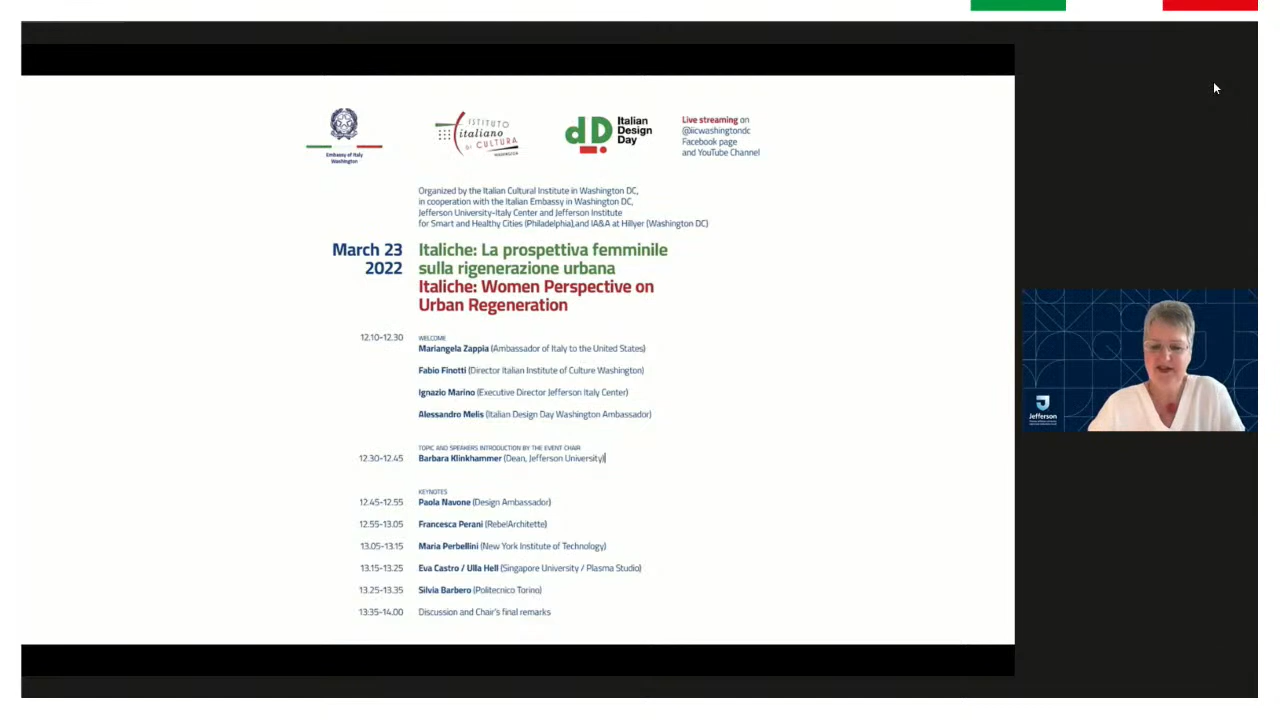 Embassy of Italy
Washington
ISTITUTO
italiano
DI CULTURA
WASHINGTON
dD
Italian
Design
Day
Live streaming on
@iicwashingtondc
Facebook page
and YouTube Channel
Organized by the Italian Cultural Institute in Washington DC,
in cooperation with the Italian Embassy in Washington DC,
Jefferson University-Italy Center and Jefferson Institute
for Smart and Healthy Cities (Philadelphia),and IA&A at Hillyer (Washington DC)
March 23
2022
Italiche: La prospettiva femminile
sulla rigenerazione urbana
Italiche: Women Perspective on
Urban Regeneration
12.10-12.30
WELCOME
Mariangela Zappia (Ambassador of Italy to the United States)
Fabio Finotti (Director Italian Institute of Culture Washington)
Ignazio Marino (Executive Director Jefferson Italy Center)
Alessandro Melis (Italian Design Day Washington Ambassador)
TOPIC AND SPEAKERS INTRODUCTION BY THE EVENT CHAIR
12.30-12.45 Barbara Klinkhammer (Dean, Jefferson University)
KEYNOTES
12.45-12.55 Paola Navone (Design Ambassador)
12.55-13.05 Francesca Perani (RebelArchitette)
13.05-13.15 Maria Perbellini (New York Institute of Technology)
13.15-13.25 Eva Castro / Ulla Hell (Singapore University / Plasma Studio)
13.25-13.35 Silvia Barbero (Politecnico Torino)
13:35-14.00 Discussion and Chair's final remarks
Jefferson